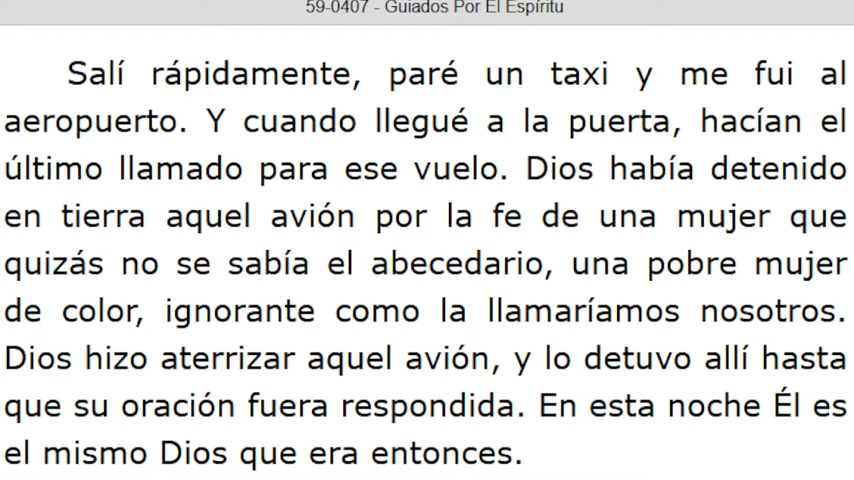 59-0407 - Guiados Por El Espíritu
Salí rápidamente, paré un taxi y me fui al
aeropuerto. Y cuando llegué a la puerta, hacían el
último llamado para ese vuelo. Dios había detenido
en tierra aquel avión por la fe de una mujer que
quizás no se sabía el abecedario, una pobre mujer
de color, ignorante como la llamaríamos nosotros.
Dios hizo aterrizar aquel avión, y lo detuvo allí hasta
que su oración fuera respondida. En esta noche Él es
el mismo Dios que era entonces.